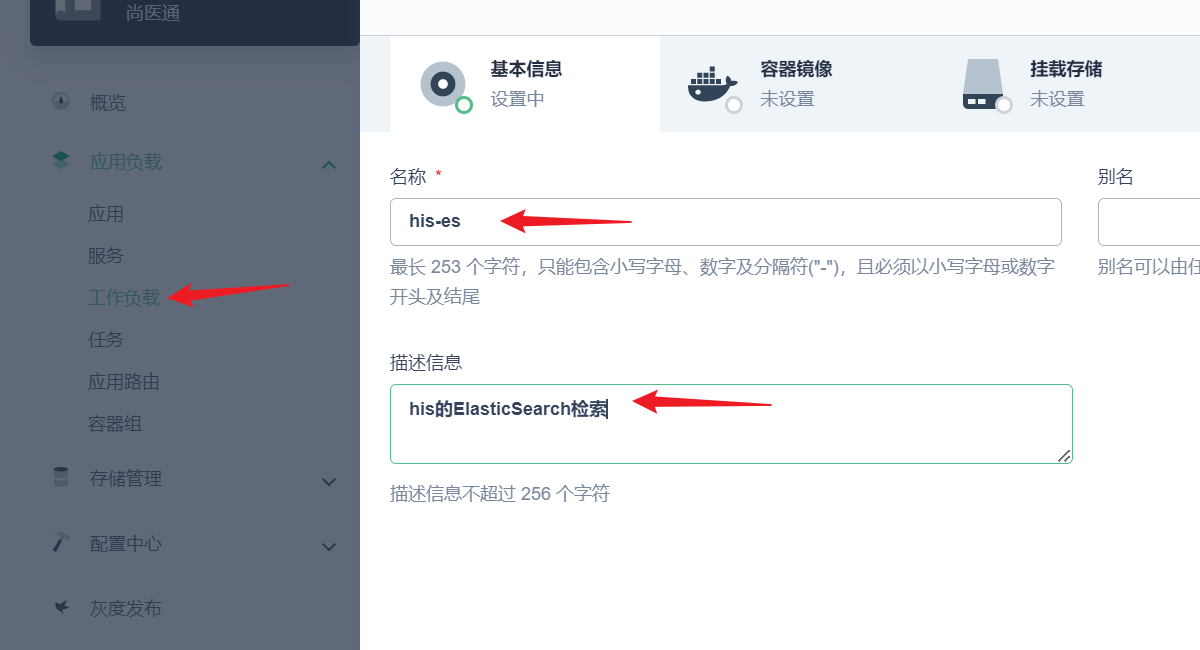 尚医通
概览
应用负载
应用
服务
工作负载
任务
应用路由
容器组
存储管理
配置中心
灰度发布
基本信息
设置中
容器镜像
未设置
挂载存储
未设置
名称 *
his-es
最长 253 个字符，只能包含小写字母、数字及分隔符("-")，且必须以小写字母或数字
开头及结尾
别名
别名可以由任
描述信息
his的ElasticSearch检索
描述信息不超过 256 个字符